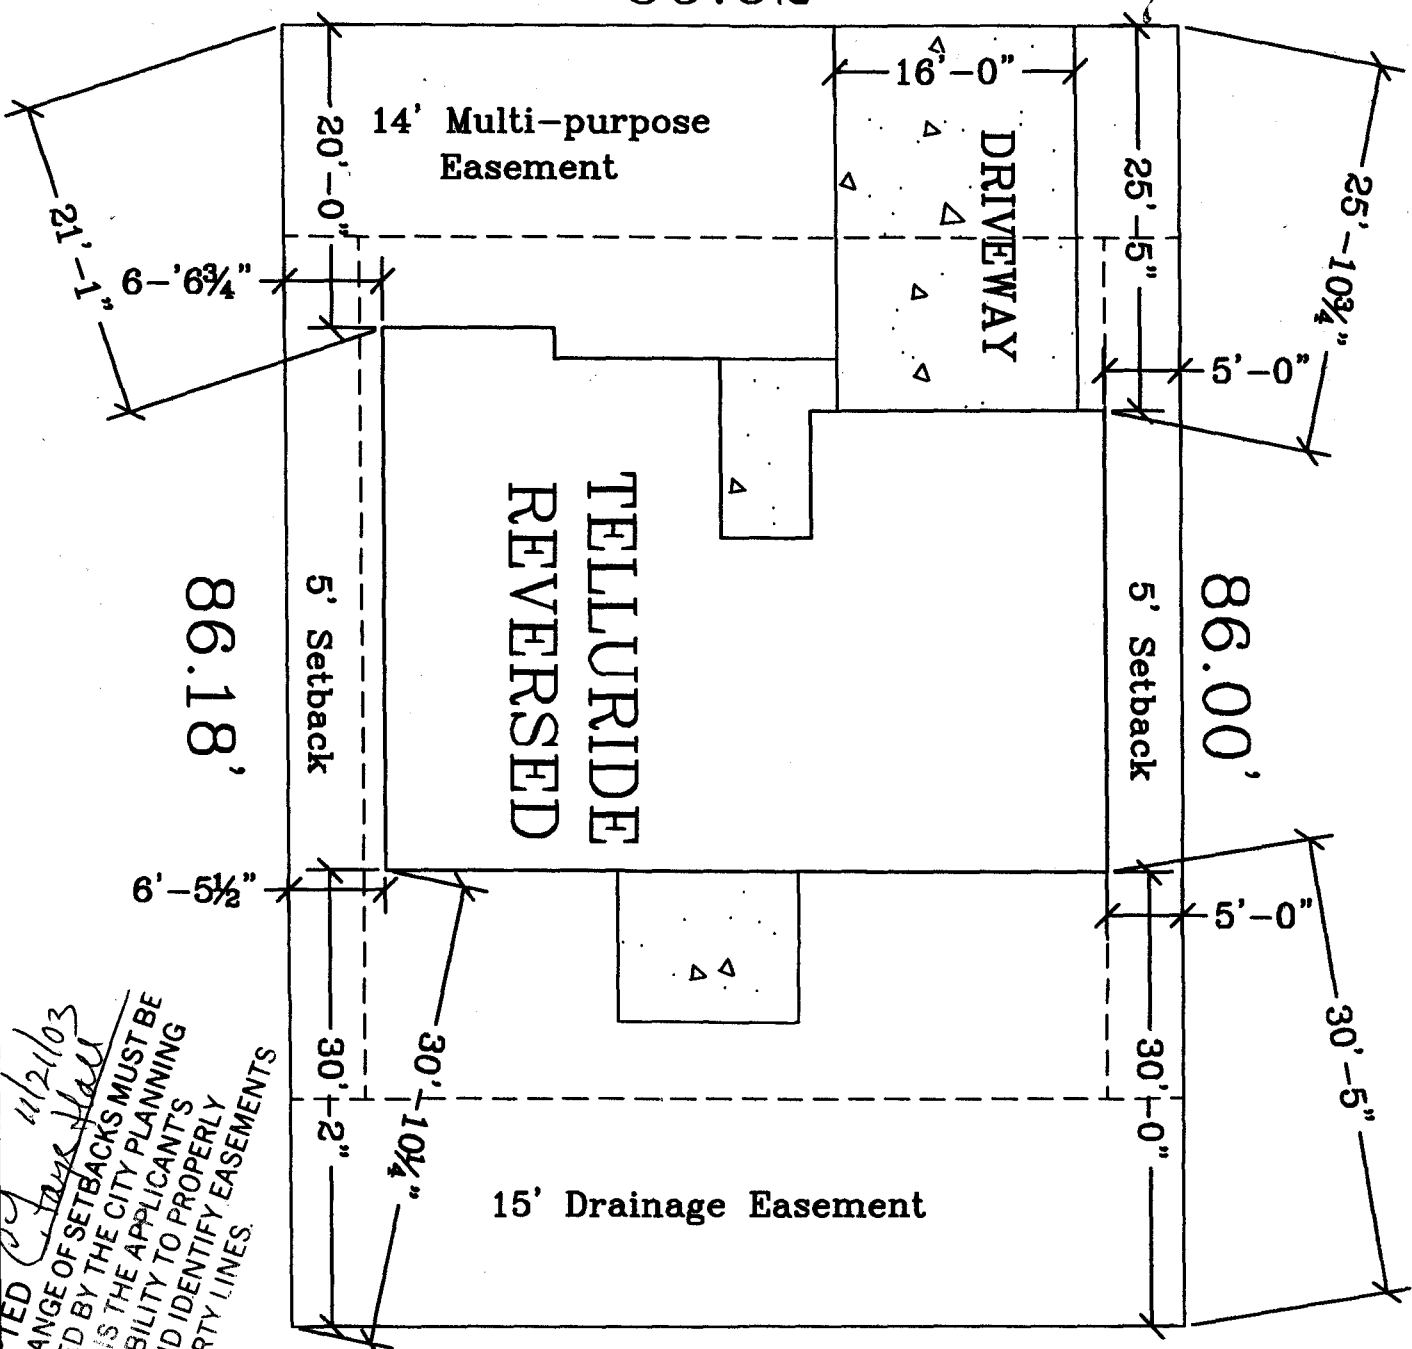 16'-0"
14' Multi-purpose
Easement
DRIVEWAY
20'-0"
25'-5"
25'-10¾"
21'-1"
6-'6¾"
5'-0"
TELLURIDE
REVERSED
86.18'
5' Setback
5' Setback
86.00'
6'-5½"
5'-0"
30'-2"
30'-10¼"
30'-0"
30'-5"
15' Drainage Easement
11/21/03
ANGE OF SETBACKS MUST BE
ED BY THE CITY PLANNING
IS THE APPLICANT'S
BILITY TO PROPERLY
ND IDENTIFY EASEMENTS
RTY LINES.